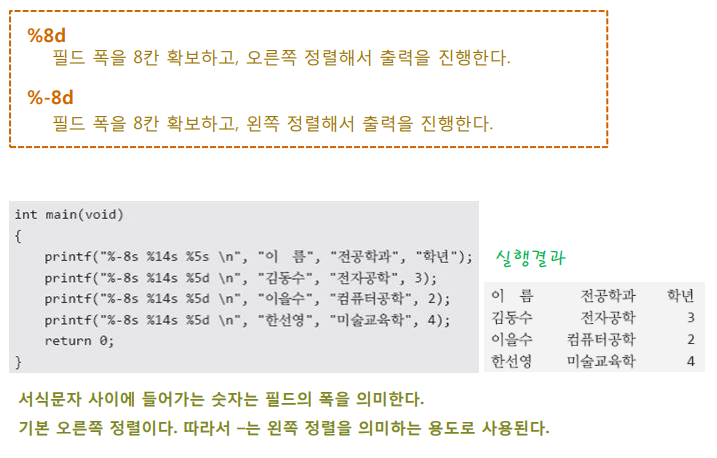 %8d
필드 폭을 8칸 확보하고, 오른쪽 정렬해서 출력을 진행한다.
%-8d
필드 폭을 8칸 확보하고, 왼쪽 정렬해서 출력을 진행한다.
int main(void)
{
    printf("%-8s %14s %5s \n", "이  름", "전공학과", "학년");
    printf("%-8s %14s %5d \n", "김동수", "전자공학", 3);
    printf("%-8s %14s %5d \n", "이을수", "컴퓨터공학", 2);
    printf("%-8s %14s %5d \n", "한선영", "미술교육학", 4);
    return 0;
}
실행결과
이  름 전공학과 학년
김동수 전자공학 3
이을수 컴퓨터공학 2
한선영 미술교육학 4
서식문자 사이에 들어가는 숫자는 필드의 폭을 의미한다.
기본 오른쪽 정렬이다. 따라서 –는 왼쪽 정렬을 의미하는 용도로 사용된다.